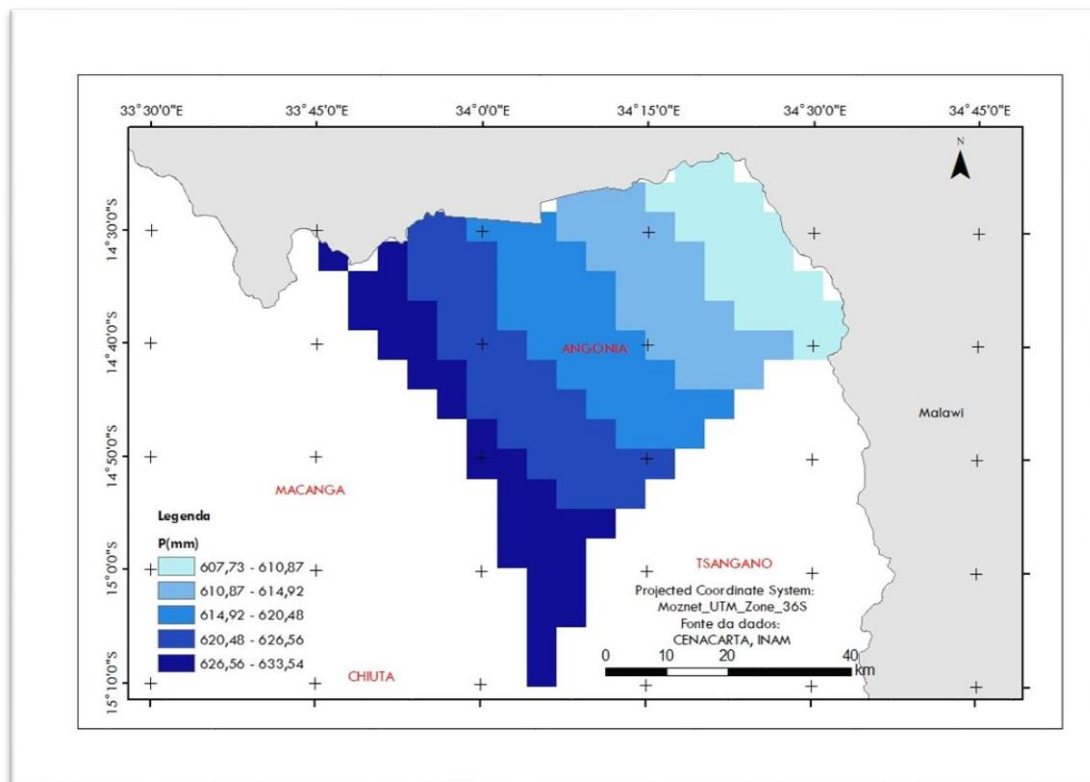 33°30'0"E 33°45'0"E 34°0'0"E 34°15'0"E 34°30'0"E 34°45'0"E
N
14°30'0"S
14°40'0"S
14°50'0"S
15°0'0"S
15°10'0"S
ANGONIA
Malawi
MACANGA
TSANGANO
CHIUTA
Legenda
P(mm)
607,73 - 610,87
610,87 - 614,92
614,92 - 620,48
620,48 - 626,56
626,56 - 633,54
Projected Coordinate System:
Moznet_UTM_Zone_36S
Fonte da dados:
CENACARTA, INAM
0 10 20 40
km